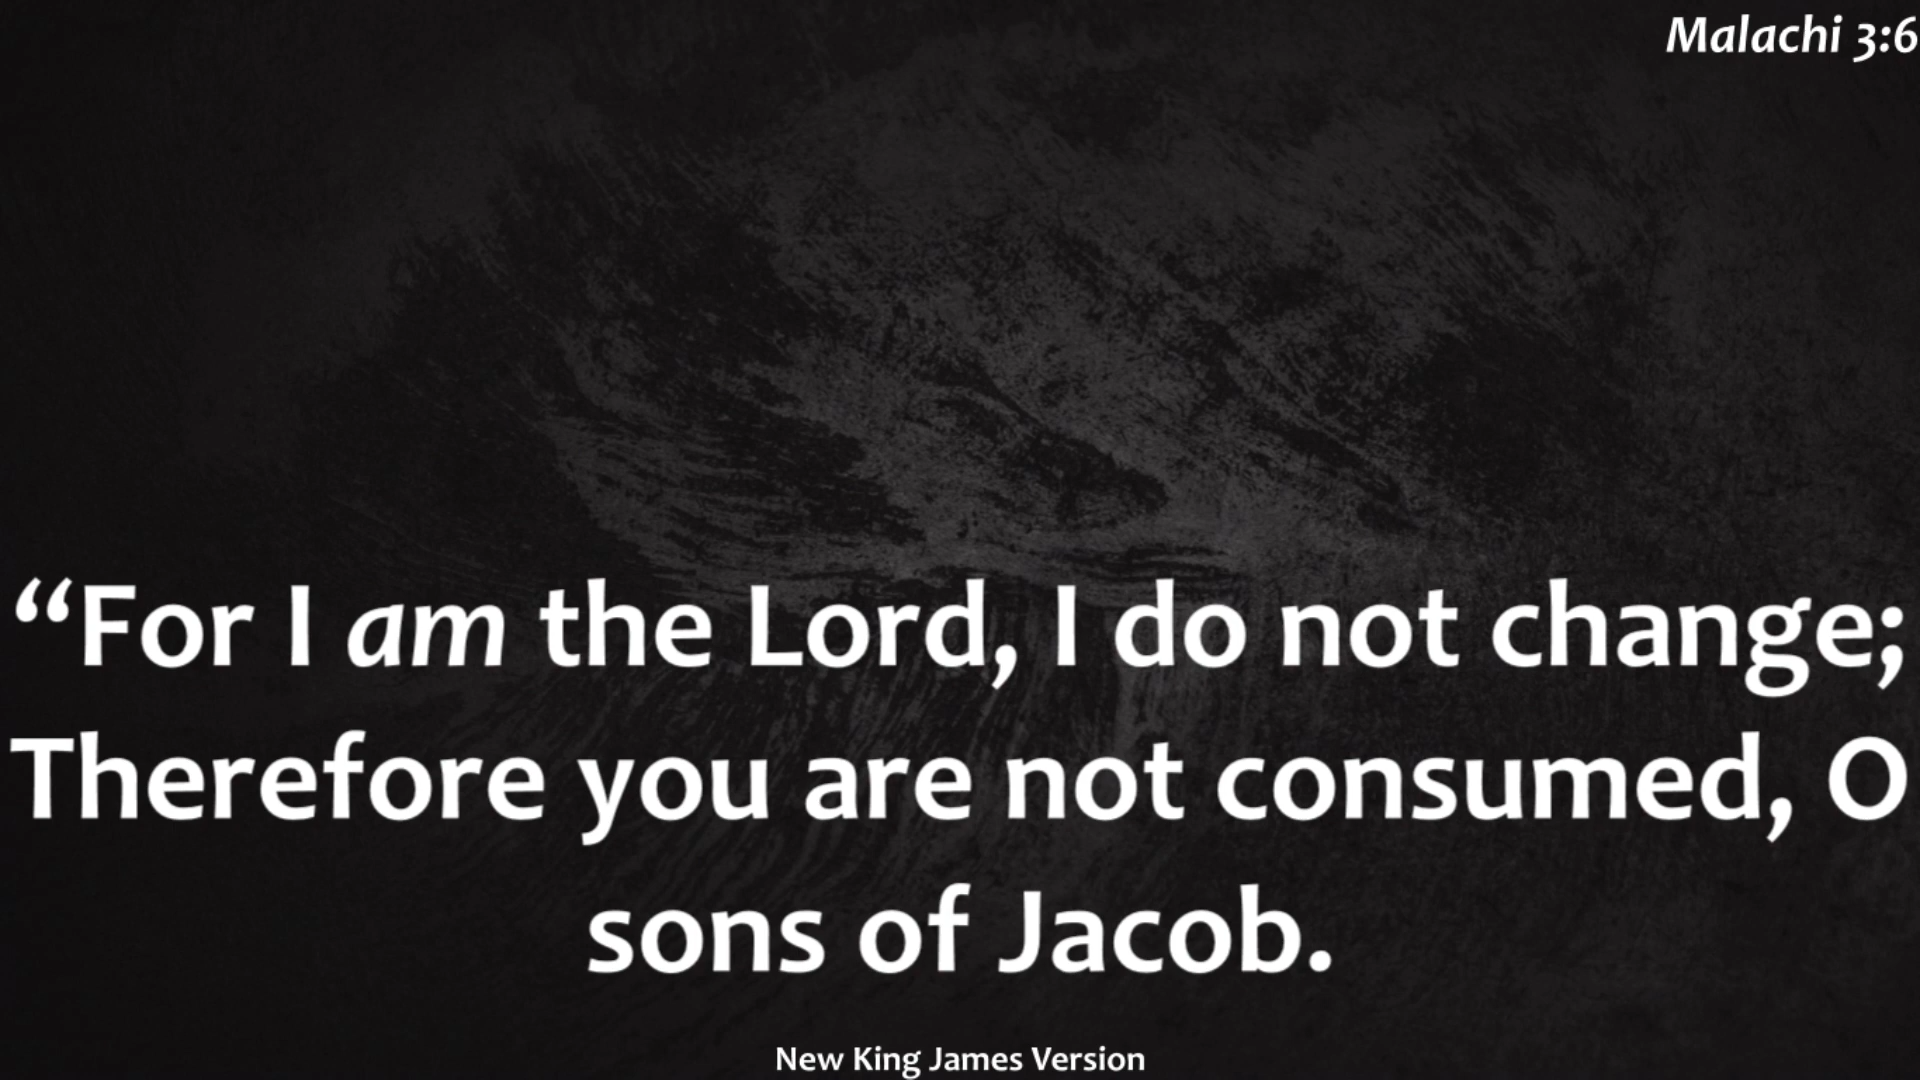 Malachi 3:6
“For I am the Lord, I do not change;
Therefore you are not consumed, O
sons of Jacob.
New King James Version